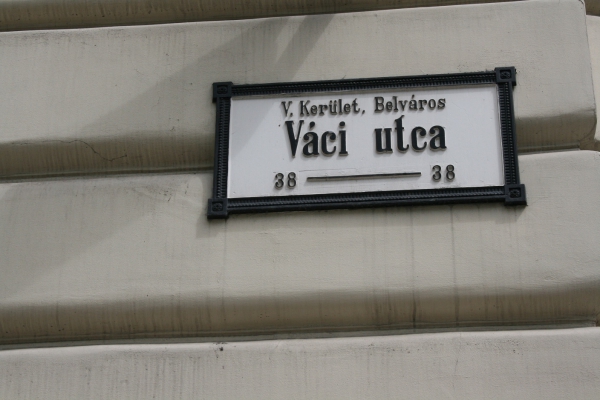 V. Kerület, Belváros
Váci utca
38 — 38